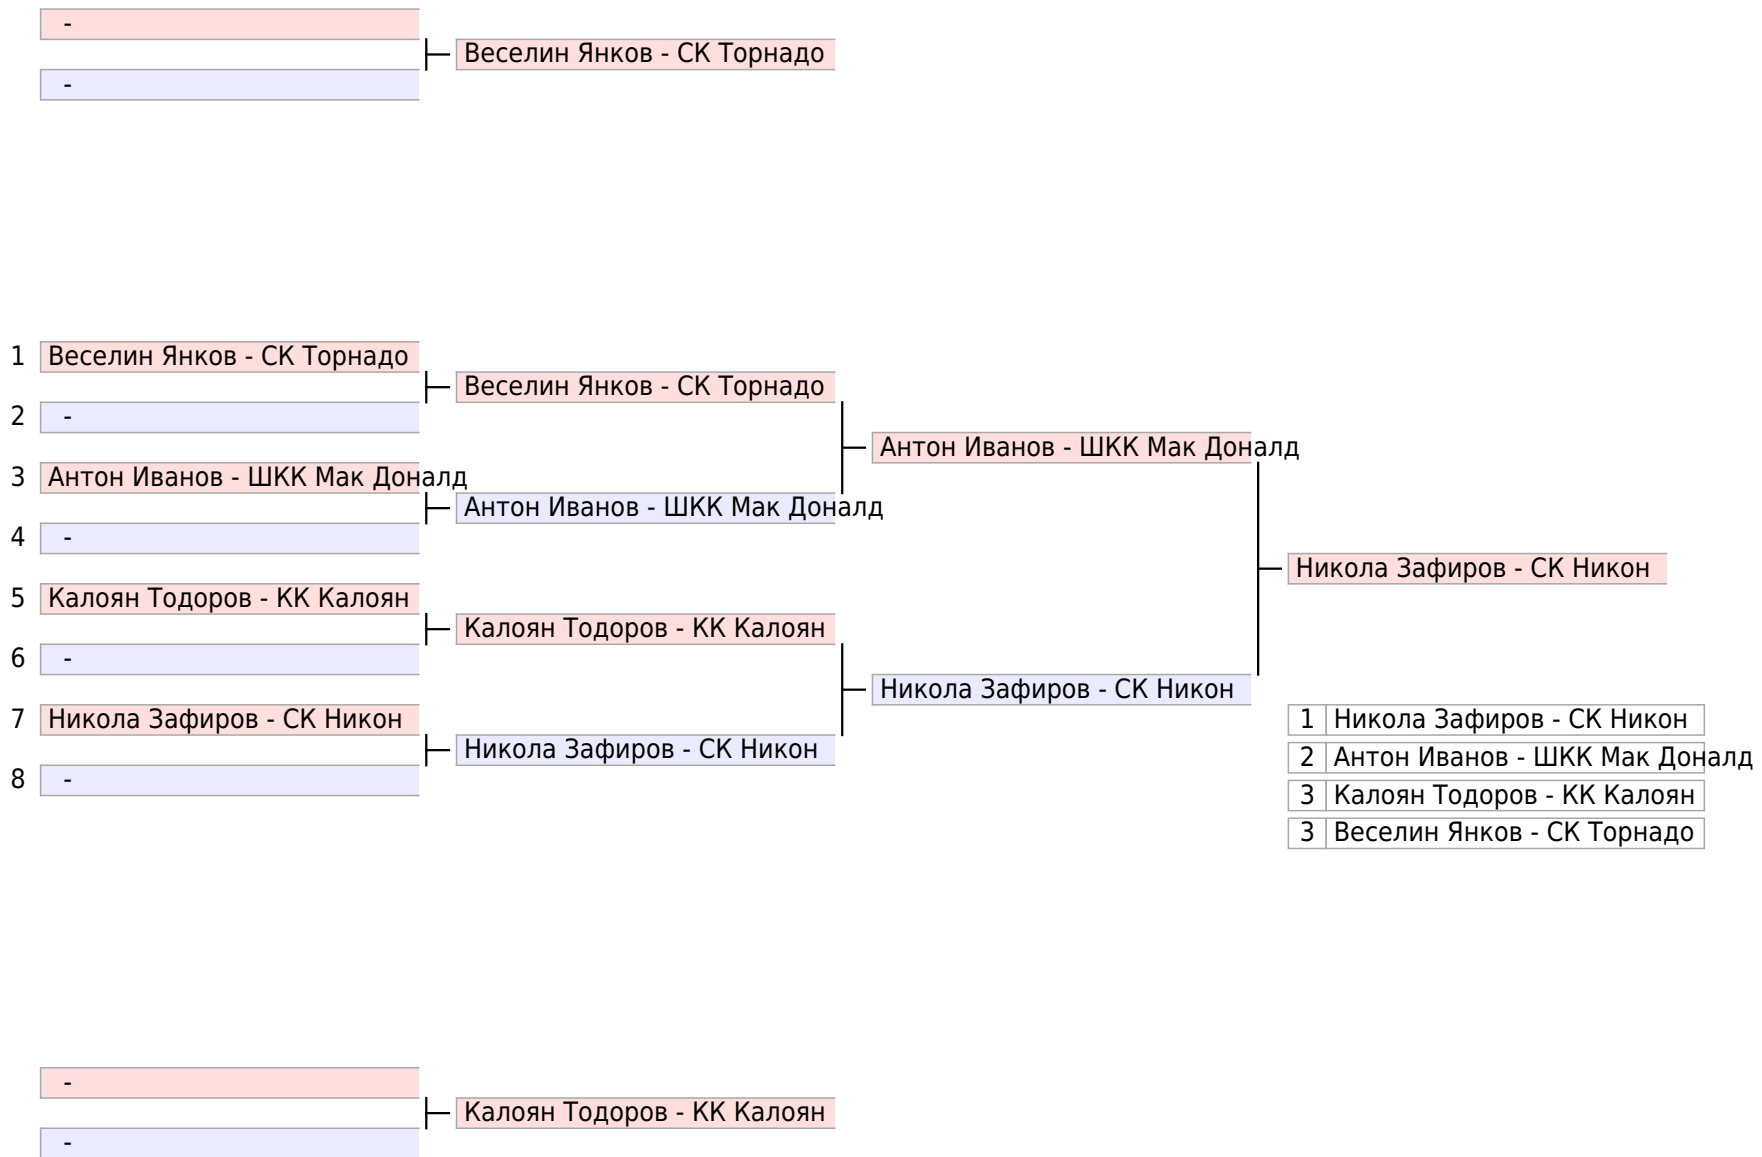 -
Веселин Янков - СК Торнадо
-
1 Веселин Янков - СК Торнадо
Веселин Янков - СК Торнадо
2 -
Антон Иванов - ШКК Мак Доналд
3 Антон Иванов - ШКК Мак Доналд
Антон Иванов - ШКК Мак Доналд
4 -
Никола Зафиров - СК Никон
5 Калоян Тодоров - КК Калоян
Калоян Тодоров - КК Калоян
6 -
Никола Зафиров - СК Никон
7 Никола Зафиров - СК Никон
Никола Зафиров - СК Никон
8 -
1 Никола Зафиров - СК Никон
2 Антон Иванов - ШКК Мак Доналд
3 Калоян Тодоров - КК Калоян
3 Веселин Янков - СК Торнадо
-
Калоян Тодоров - КК Калоян
-